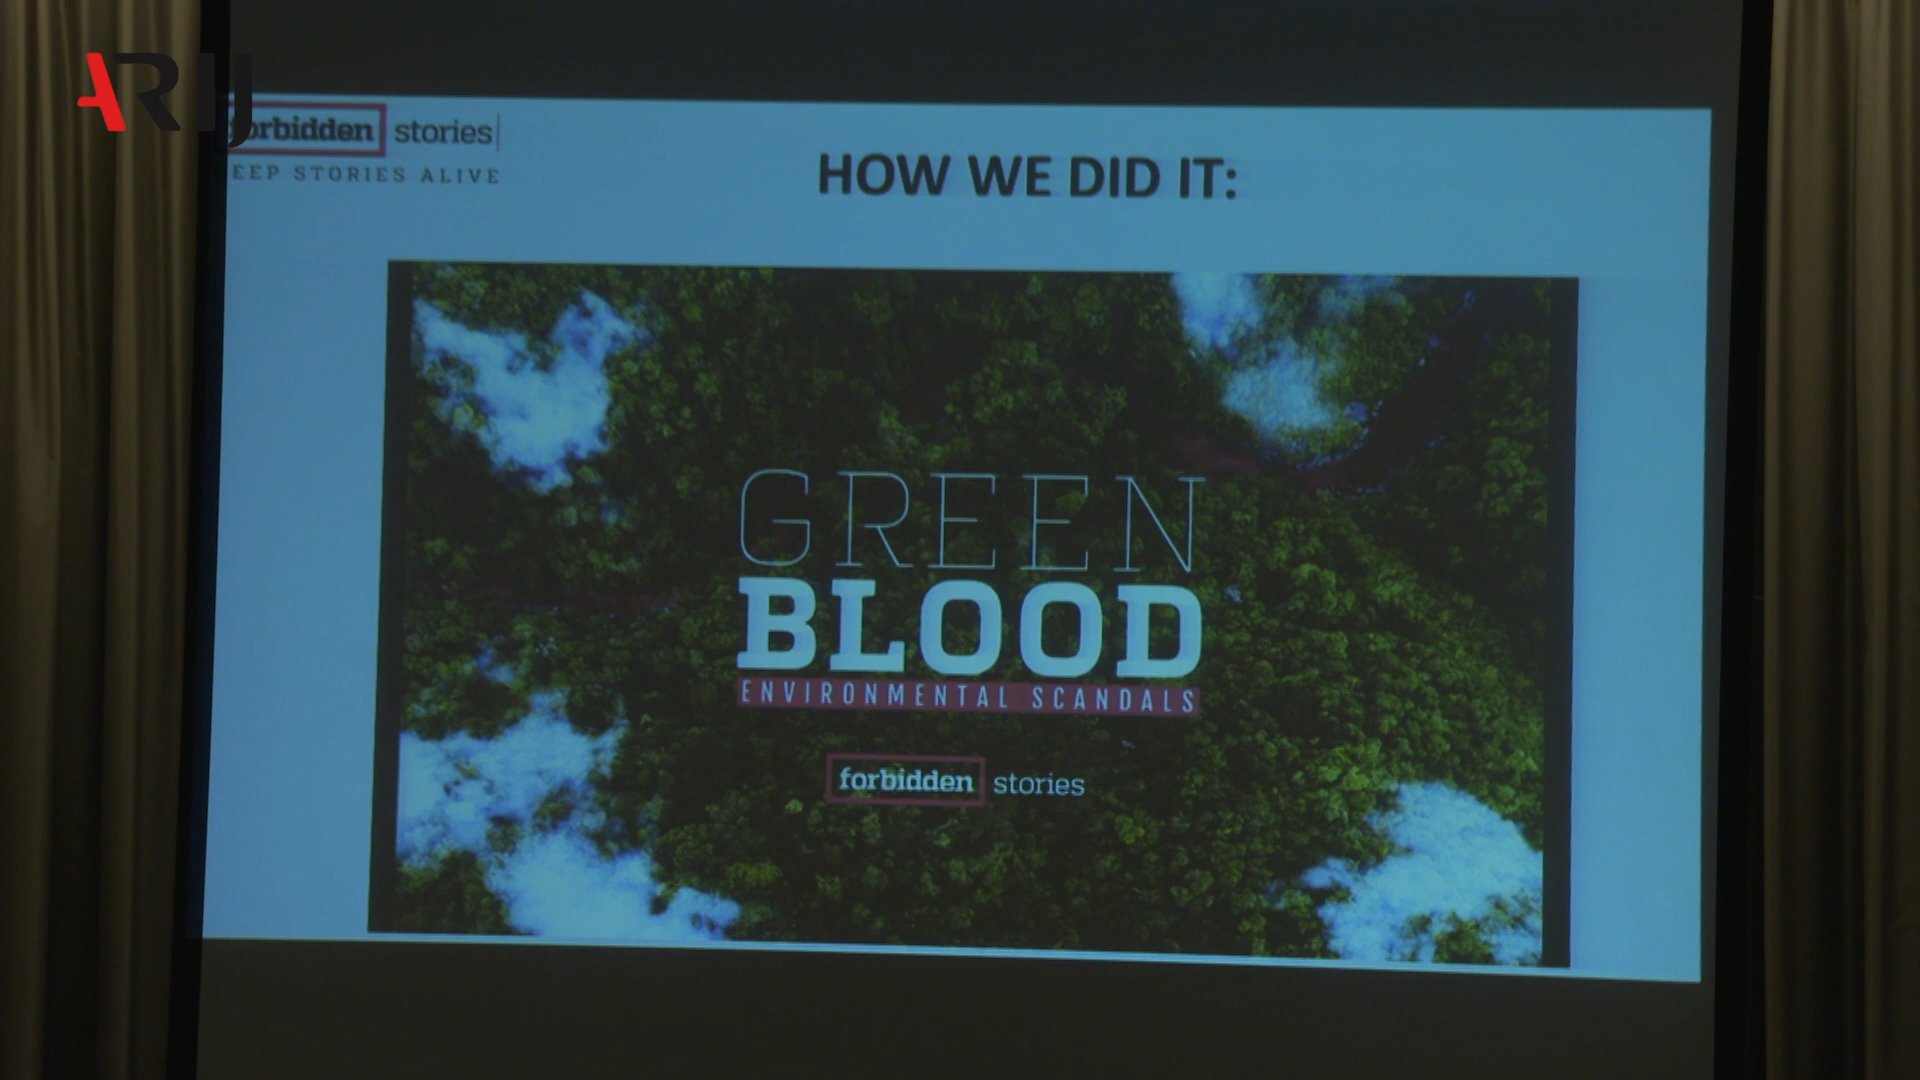 ARIJ
forbidden stories
EEP STORIES ALIVE
HOW WE DID IT:
GREEN
BLOOD
ENVIRONMENTAL SCANDALS
forbidden stories